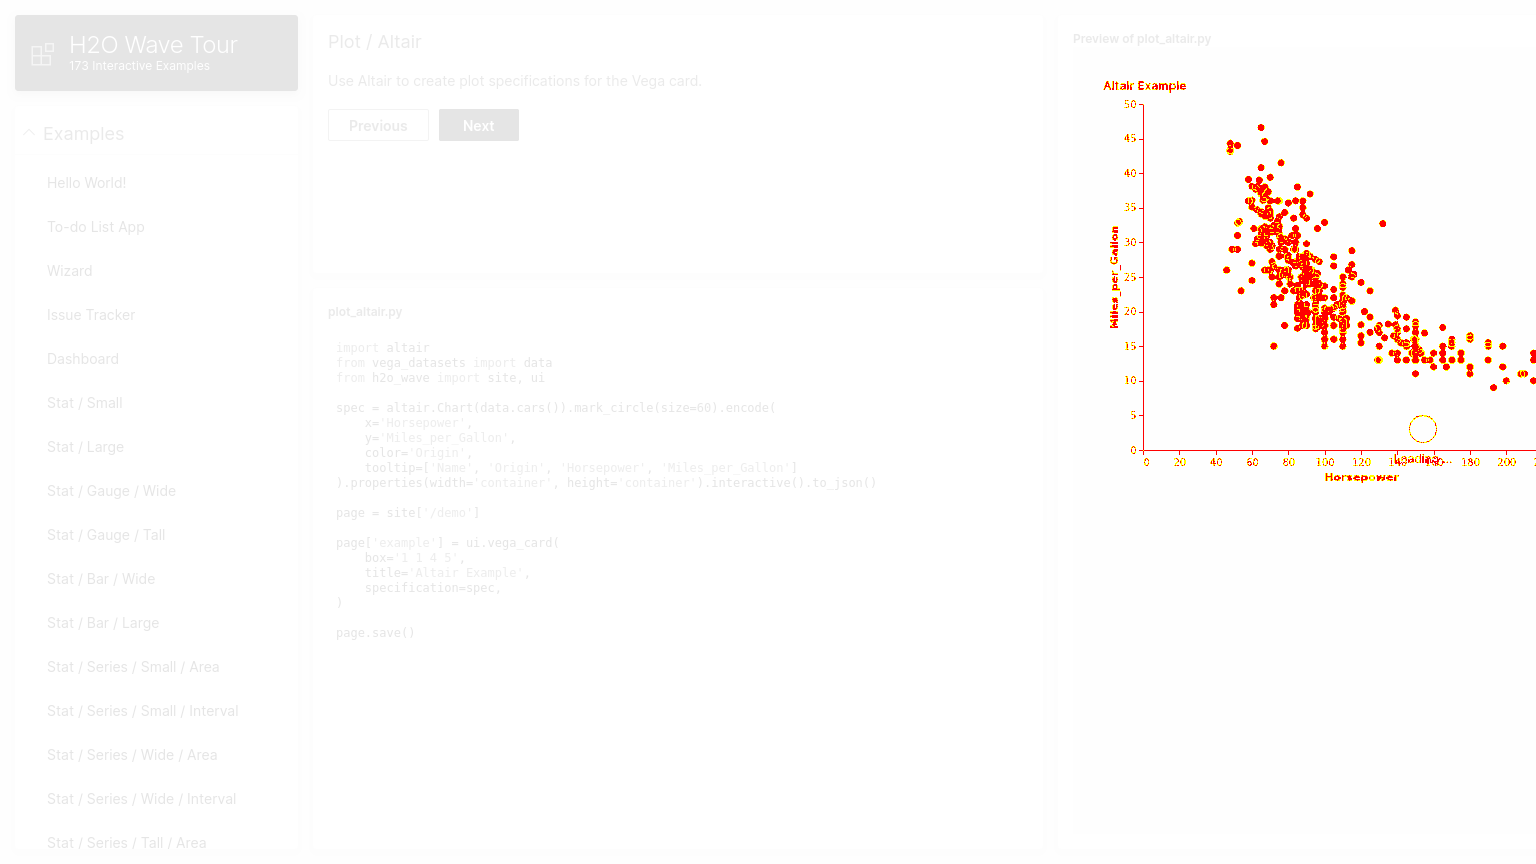 H2O Wave Tour
173 Interactive Examples
Examples
Hello World!
To-do List App
Wizard
Issue Tracker
Dashboard
Stat / Small
Stat / Large
Stat / Gauge / Wide
Stat / Gauge / Tall
Stat / Bar / Wide
Stat / Bar / Large
Stat / Series / Small / Area
Stat / Series / Small / Interval
Stat / Series / Wide / Area
Stat / Series / Wide / Interval
Stat / Series / Tall / Area
Plot / Altair
Use Altair to create plot specifications for the Vega card.
Previous
Next
plot_altair.py
import altair
from vega_datasets import data
from h2o_wave import site, ui
spec = altair.Chart(data.cars()).mark_circle(size=60).encode(
    x='Horsepower',
    y='Miles_per_Gallon',
    color='Origin',
    tooltip=['Name', 'Origin', 'Horsepower', 'Miles_per_Gallon']
).properties(width='container', height='container').interactive().to_json()
page = site['/demo']
page['example'] = ui.vega_card(
    box='1 1 4 5',
    title='Altair Example',
    specification=spec,
)
page.save()
Preview of plot_altair.py
Altair Example
50
45
40
35
30
25
20
15
10
5
0
Miles_per_Gallon
0 20 40 60 80 100 120 140 160 180 200
Loading...
Horsepower